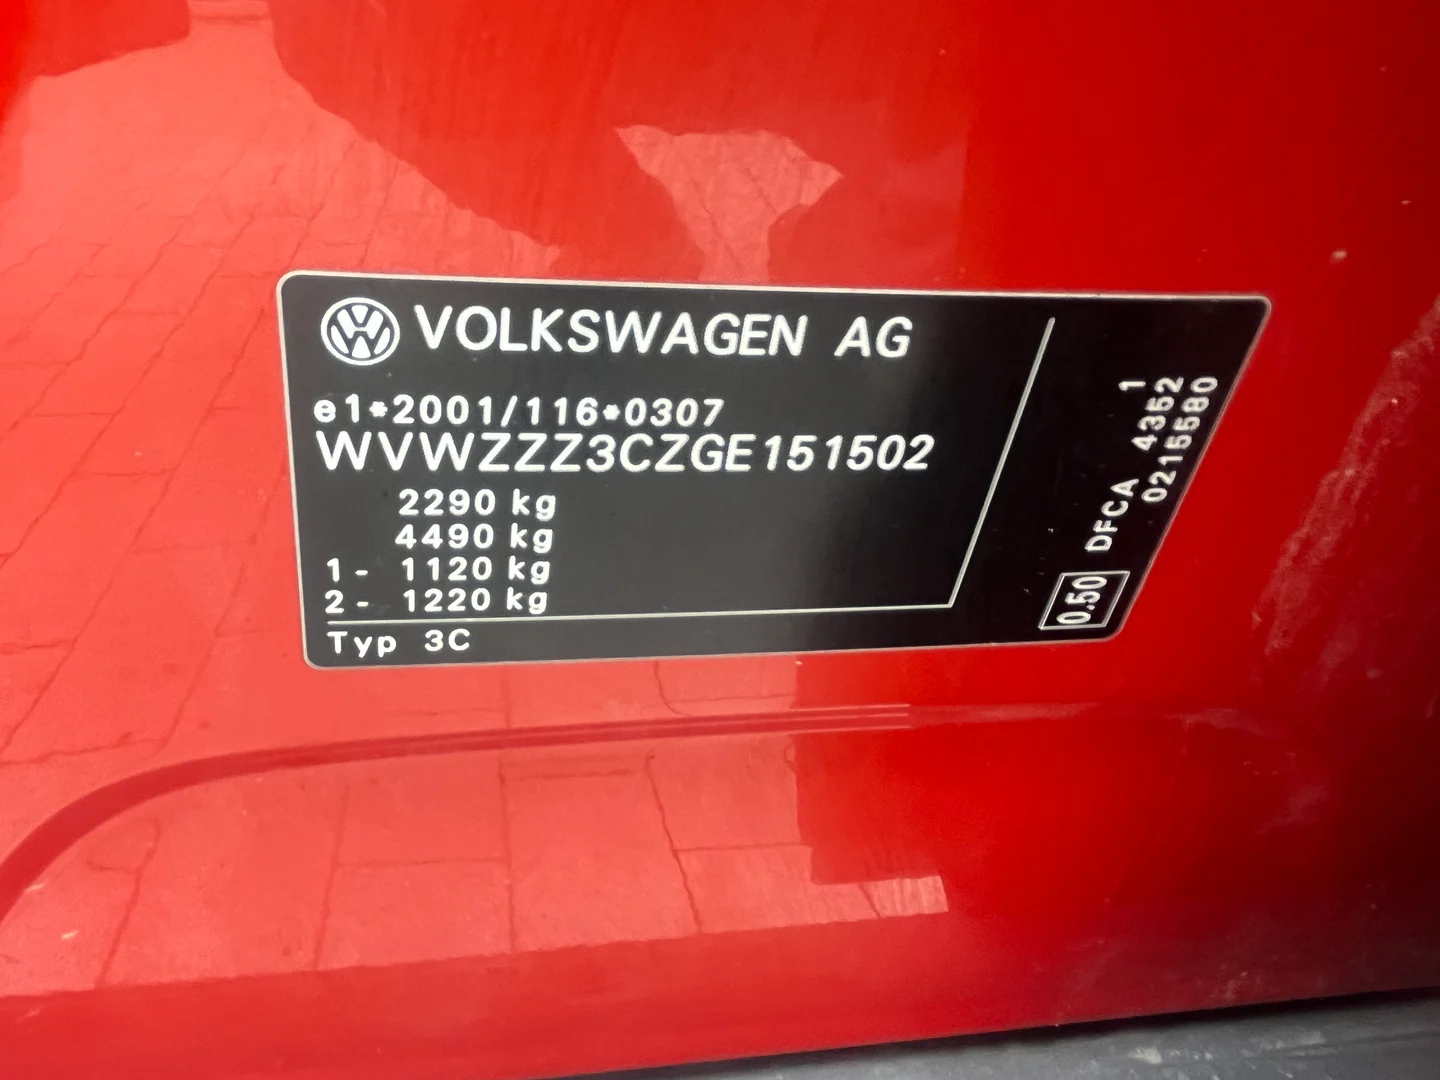 VOLKSWAGEN AG
e1*2001/116*0307
WVWZZZ3CZGE151502
2290 kg
4490 kg
1 - 1120 kg
2 - 1220 kg
Typ 3C
0.50
DFCA 4352 1
0215580